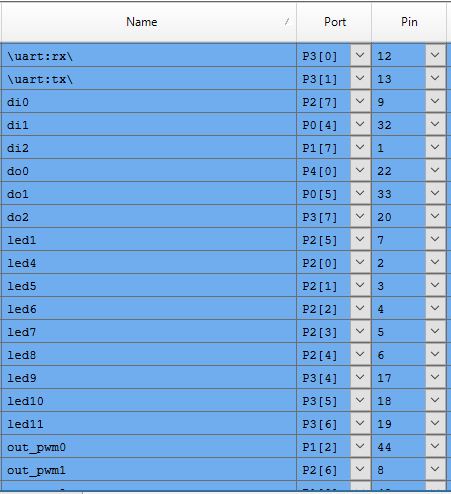 Name / Port Pin
\uart:rx\ P3[0] 12
\uart:tx\ P3[1] 13
di0 P2[7] 9
di1 P0[4] 32
di2 P1[7] 1
do0 P4[0] 22
do1 P0[5] 33
do2 P3[7] 20
led1 P2[5] 7
led4 P2[0] 2
led5 P2[1] 3
led6 P2[2] 4
led7 P2[3] 5
led8 P2[4] 6
led9 P3[4] 17
led10 P3[5] 18
led11 P3[6] 19
out_pwm0 P1[2] 44
out_pwm1 P2[6] 8